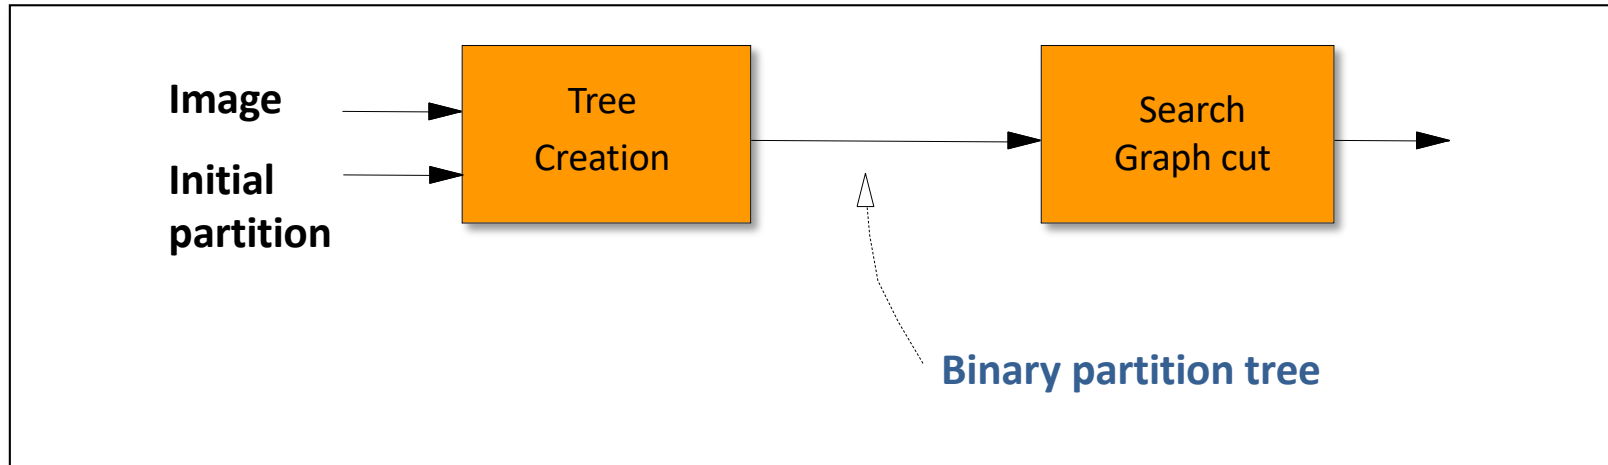 Image
Initial
partition
Tree
Creation
Search
Graph cut
Binary partition tree